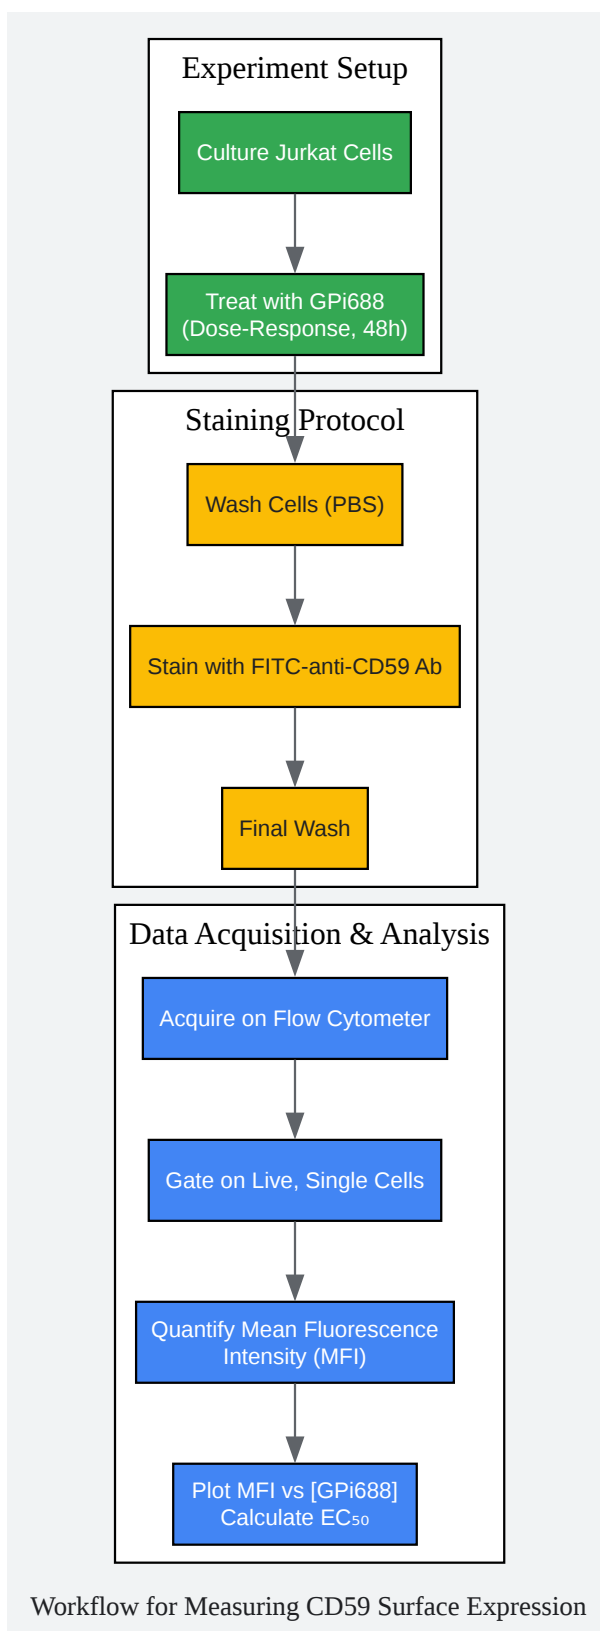 Experiment Setup
Culture Jurkat Cells
Treat with GPi688
(Dose-Response, 48h)
Staining Protocol
Wash Cells (PBS)
Stain with FITC-anti-CD59 Ab
Final Wash
Data Acquisition & Analysis
Acquire on Flow Cytometer
Gate on Live, Single Cells
Quantify Mean Fluorescence
Intensity (MFI)
Plot MFI vs [GPi688]
Calculate EC₅₀
Workflow for Measuring CD59 Surface Expression